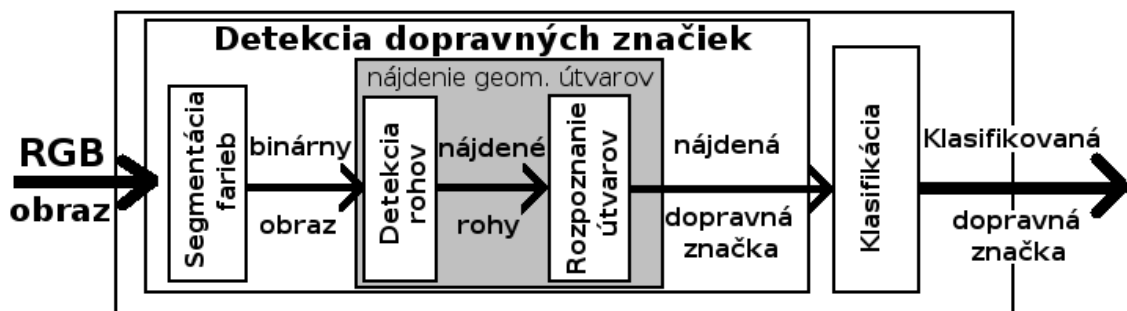 Detekcia dopravných značiek
nájdenie geom. útvarov
RGB
obraz
Segmentácia
farieb
binárny
obraz
Detekcia
rohov
nájdené
rohy
Rozpoznanie
útvarov
nájdená
dopravná
značka
Klasifikácia
Klasifikovaná
dopravná
značka